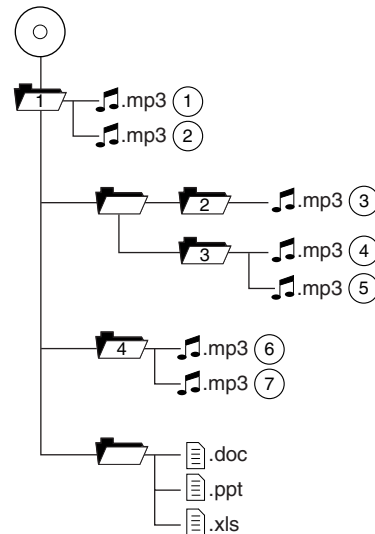 1 .mp3 1
.mp3 2
2 .mp3 3
3 .mp3 4
.mp3 5
4 .mp3 6
.mp3 7
.doc
.ppt
.xls